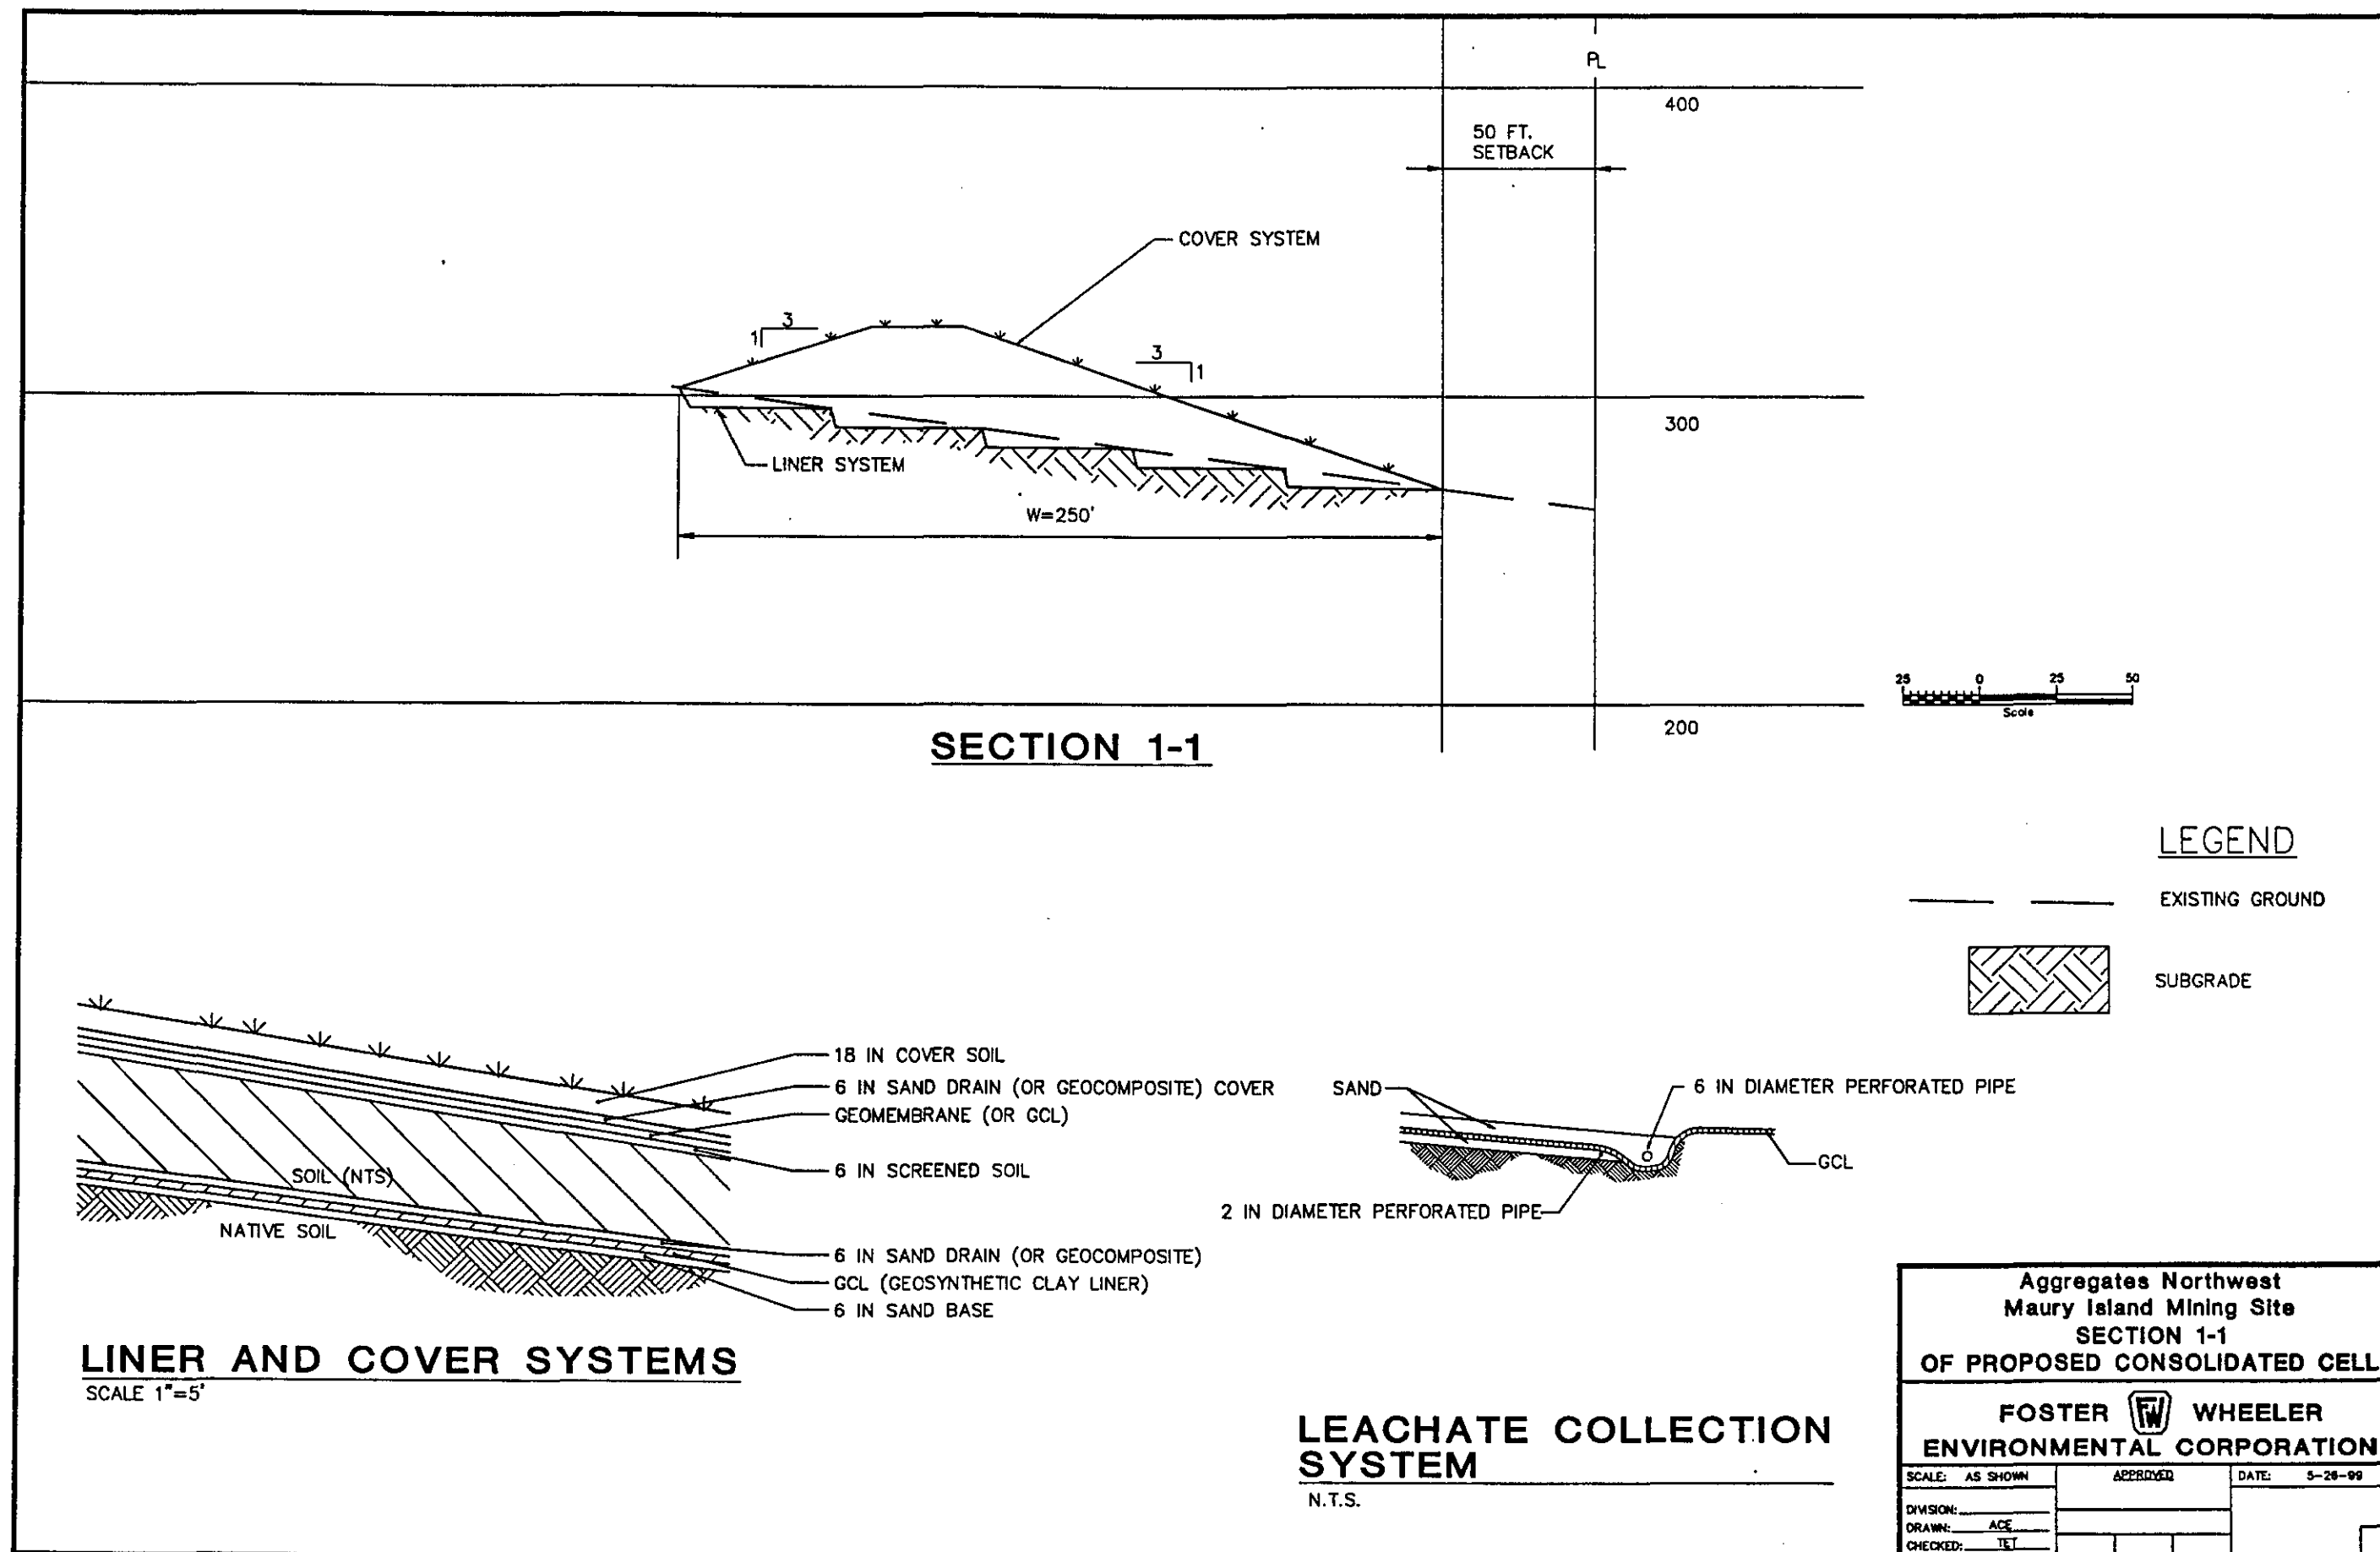 PL
400
50 FT.
SETBACK
COVER SYSTEM
3
1
3
1
300
LINER SYSTEM
W=250'
25 0 25 50
Scale
200
SECTION 1-1
LEGEND
EXISTING GROUND
SUBGRADE
18 IN COVER SOIL
6 IN SAND DRAIN (OR GEOCOMPOSITE) COVER
GEOMEMBRANE (OR GCL)
6 IN SCREENED SOIL
SOIL (NTS)
NATIVE SOIL
6 IN SAND DRAIN (OR GEOCOMPOSITE)
GCL (GEOSYNTHETIC CLAY LINER)
6 IN SAND BASE
LINER AND COVER SYSTEMS
SCALE 1"=5'
SAND
6 IN DIAMETER PERFORATED PIPE
GCL
2 IN DIAMETER PERFORATED PIPE
LEACHATE COLLECTION
SYSTEM
N.T.S.
Aggregates Northwest
Maury Island Mining Site
SECTION 1-1
OF PROPOSED CONSOLIDATED CELL
FOSTER FW WHEELER
ENVIRONMENTAL CORPORATION
SCALE: AS SHOWN APPROVED DATE: 5-26-99
DIVISION:
DRAWN: ACE
CHECKED: TET